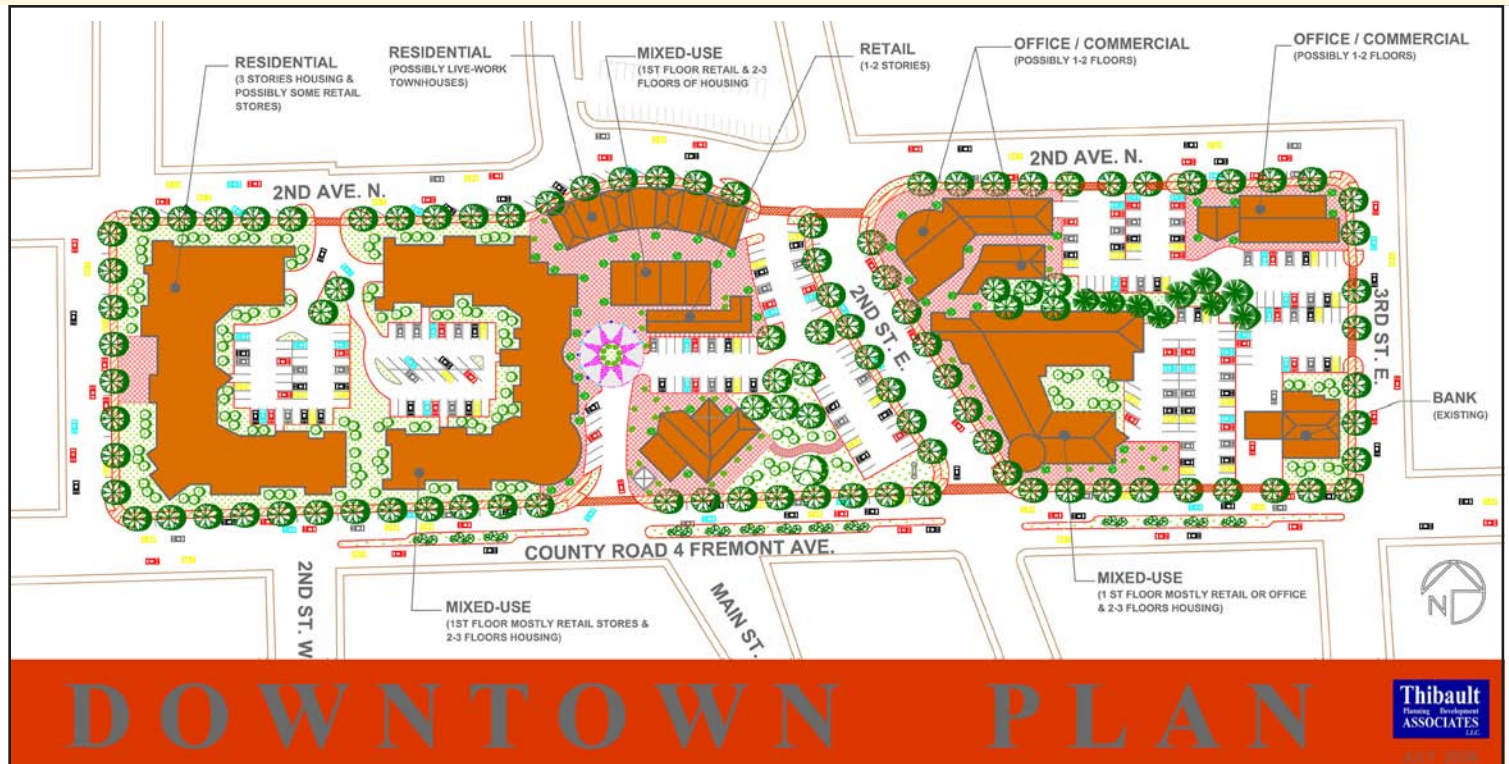 RESIDENTIAL
(3 STORIES HOUSING &
POSSIBLY SOME RETAIL
STORES)
RESIDENTIAL
(POSSIBLY LIVE-WORK
TOWNHOUSES)
MIXED-USE
(1ST FLOOR RETAIL & 2-3
FLOORS OF HOUSING
RETAIL
(1-2 STORIES)
OFFICE / COMMERCIAL
(POSSIBLY 1-2 FLOORS)
OFFICE / COMMERCIAL
(POSSIBLY 1-2 FLOORS)
2ND AVE. N.
2ND AVE. N.
2ND ST. E.
3RD ST. E.
BANK
(EXISTING)
COUNTY ROAD 4 FREMONT AVE.
2ND ST. W
MAIN ST.
MIXED-USE
(1ST FLOOR MOSTLY RETAIL STORES &
2-3 FLOORS HOUSING)
MIXED-USE
(1 ST FLOOR MOSTLY RETAIL OR OFFICE
& 2-3 FLOORS HOUSING)
N
DOWNTOWN PLAN
Thibault
Planning Development
ASSOCIATES
L.L.C.